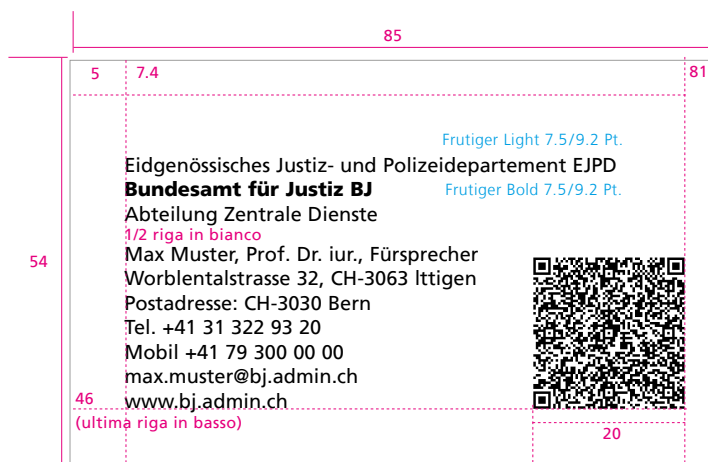 85
5 7.4 81
Frutiger Light 7.5/9.2 Pt.
Eidgenössisches Justiz- und Polizeidepartement EJPD
Bundesamt für Justiz BJ Frutiger Bold 7.5/9.2 Pt.
Abteilung Zentrale Dienste
1/2 riga in bianco
Max Muster, Prof. Dr. iur., Fürsprecher
54
Worblentalstrasse 32, CH-3063 Ittigen
Postadresse: CH-3030 Bern
Tel. +41 31 322 93 20
Mobil +41 79 300 00 00
max.muster@bj.admin.ch
46 www.bj.admin.ch
(ultima riga in basso)
20